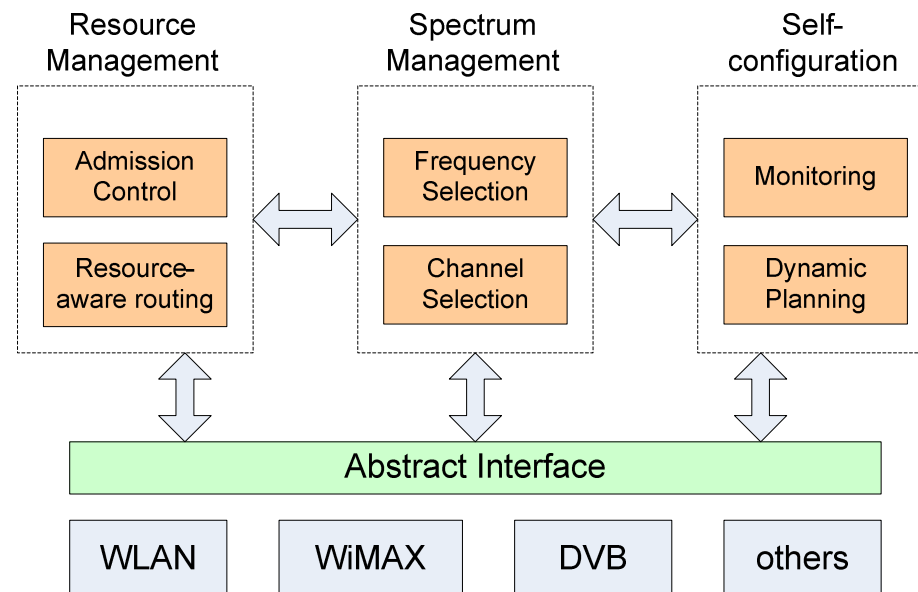 Resource
Management
Spectrum
Management
Self-
configuration
Admission
Control
Resource-
aware routing
Frequency
Selection
Channel
Selection
Monitoring
Dynamic
Planning
Abstract Interface
WLAN
WiMAX
DVB
others